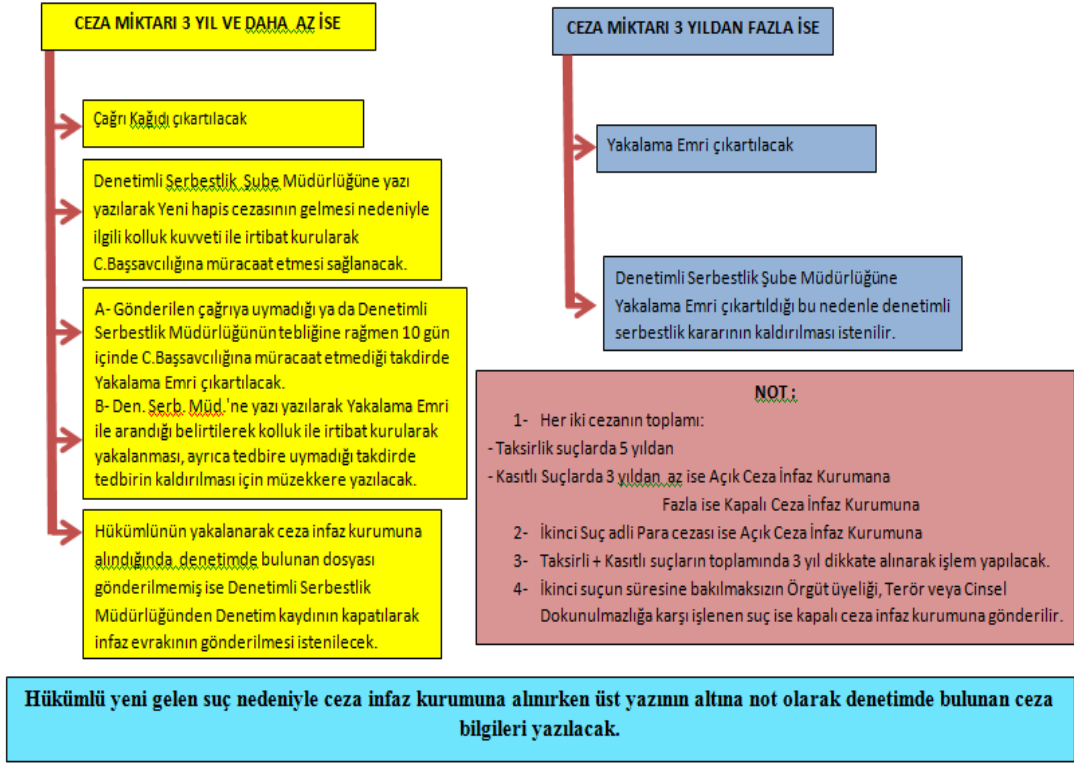 CEZA MİKTARI 3 YIL VE DAHA AZ İSE
Çağrı Kağıdı çıkartılacak
Denetimli Serbestlik Şube Müdürlüğüne yazı
yazılarak Yeni hapis cezasının gelmesi nedeniyle
ilgili kolluk kuvveti ile irtibat kurularak
C.Başsavcılığına müracaat etmesi sağlanacak.
A- Gönderilen çağrıya uymadığı ya da Denetimli
Serbestlik Müdürlüğünün tebliğine rağmen 10 gün
içinde C.Başsavcılığına müracaat etmediği takdirde
Yakalama Emri çıkartılacak.
B- Den. Serb. Müd.'ne yazı yazılarak Yakalama Emri
ile arandığı belirtilerek kolluk ile irtibat kurularak
yakalanması, ayrıca tedbire uymadığı takdirde
tedbirin kaldırılması için müzekkere yazılacak.
Hükümlünün yakalanarak ceza infaz kurumuna
alındığında denetimde bulunan dosyası
gönderilmemiş ise Denetimli Serbestlik
Müdürlüğünden Denetim kaydının kapatılarak
infaz evrakının gönderilmesi istenilecek.
CEZA MİKTARI 3 YILDAN FAZLA İSE
Yakalama Emri çıkartılacak
Denetimli Serbestlik Şube Müdürlüğüne
Yakalama Emri çıkartıldığı bu nedenle denetimli
serbestlik kararının kaldırılması istenilir.
NOT :
1- Her iki cezanın toplamı:
- Taksirlik suçlarda 5 yıldan
- Kasıtlı Suçlarda 3 yıldan az ise Açık Ceza İnfaz Kurumana
Fazla ise Kapalı Ceza İnfaz Kurumuna
2- İkinci Suç adli Para cezası ise Açık Ceza İnfaz Kurumuna
3- Taksirli + Kasıtlı suçların toplamında 3 yıl dikkate alınarak işlem yapılacak.
4- İkinci suçun süresine bakılmaksızın Örgüt üyeliği, Terör veya Cinsel
Dokunulmazlığa karşı işlenen suç ise kapalı ceza infaz kurumuna gönderilir.
Hükümlü yeni gelen suç nedeniyle ceza infaz kurumuna alınırken üst yazının altına not olarak denetimde bulunan ceza
bilgileri yazılacak.